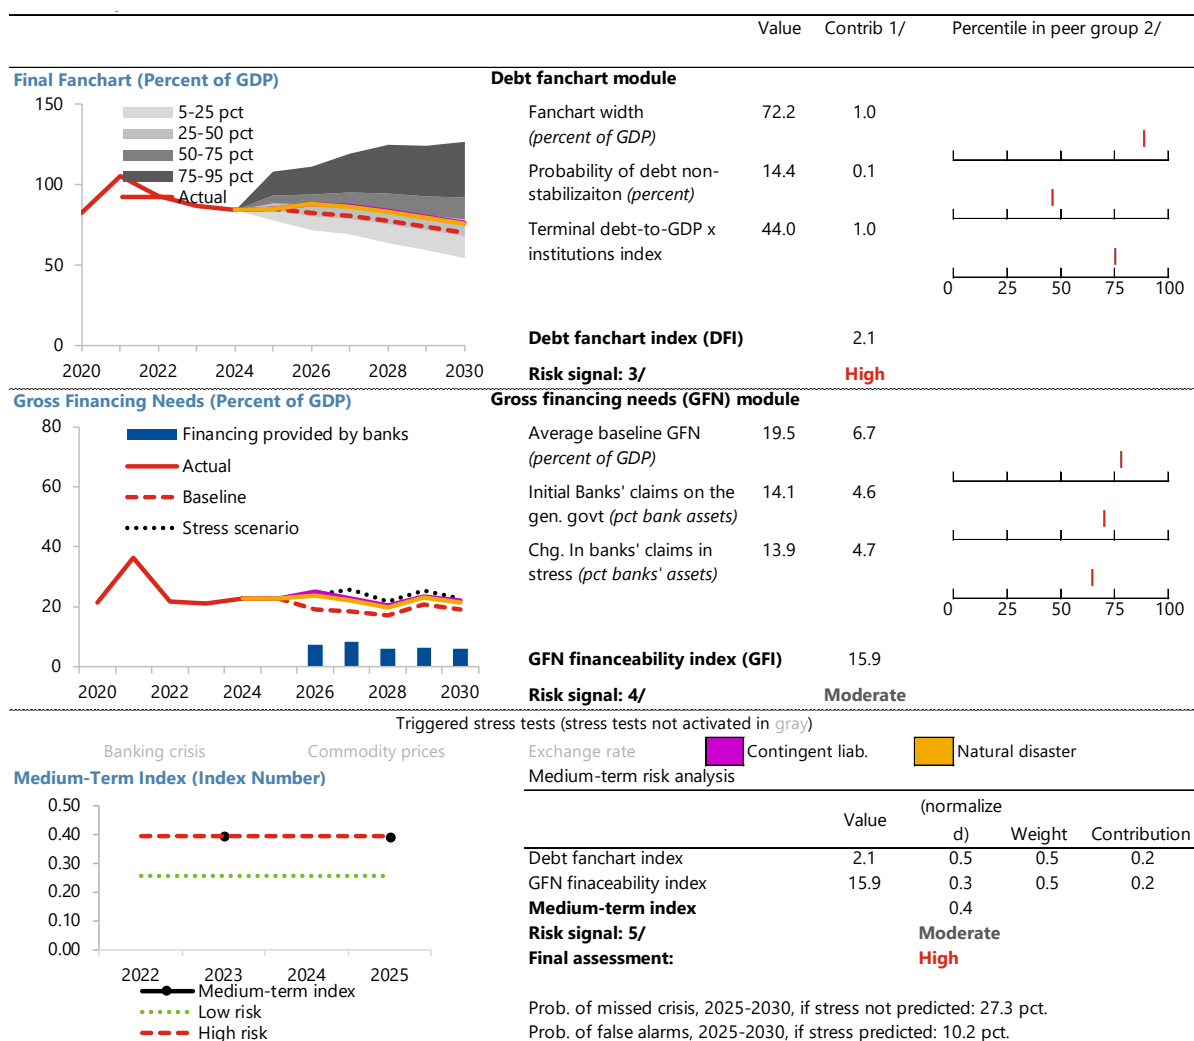 Value Contrib 1/ Percentile in peer group 2/
Final Fanchart (Percent of GDP)
150
100
50
0
5-25 pct
25-50 pct
50-75 pct
75-95 pct
Actual
2020 2022 2024 2026 2028 2030
Debt fanchart module
Fanchart width 72.2 1.0
(percent of GDP)
Probability of debt non- 14.4 0.1
stabilizaiton (percent)
Terminal debt-to-GDP x 44.0 1.0
institutions index
0 25 50 75 100
Debt fanchart index (DFI) 2.1
Risk signal: 3/ High
Gross Financing Needs (Percent of GDP)
80
60
40
20
0
Financing provided by banks
Actual
Baseline
Stress scenario
2020 2022 2024 2026 2028 2030
Gross financing needs (GFN) module
Average baseline GFN 19.5 6.7
(percent of GDP)
Initial Banks' claims on the 14.1 4.6
gen. govt (pct bank assets)
Chg. In banks' claims in 13.9 4.7
stress (pct banks' assets)
0 25 50 75 100
GFN financeability index (GFI) 15.9
Risk signal: 4/ Moderate
Triggered stress tests (stress tests not activated in gray)
Banking crisis Commodity prices Exchange rate Contingent liab. Natural disaster
Medium-Term Index (Index Number)
0.50
0.40
0.30
0.20
0.10
0.00
2022 2023 2024 2025
Medium-term index
Low risk
High risk
Medium-term risk analysis
Value (normalize
d) Weight Contribution
Debt fanchart index 2.1 0.5 0.5 0.2
GFN finaceability index 15.9 0.3 0.5 0.2
Medium-term index 0.4
Risk signal: 5/ Moderate
Final assessment: High
Prob. of missed crisis, 2025-2030, if stress not predicted: 27.3 pct.
Prob. of false alarms, 2025-2030, if stress predicted: 10.2 pct.